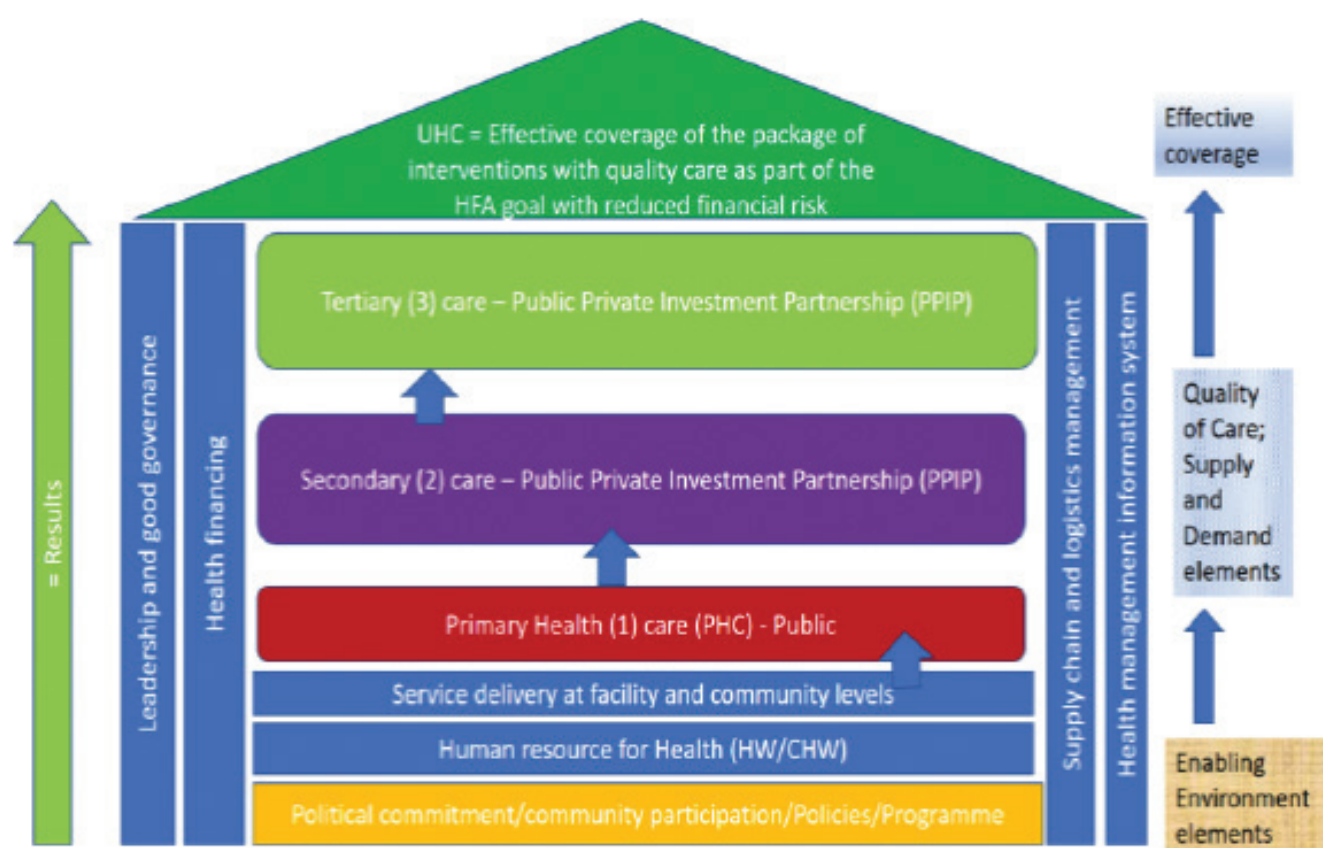 UHC = Effective coverage of the package of
interventions with quality care as part of the
HFA goal with reduced financial risk
Effective
coverage
= Results
Leadership and good governance
Health financing
Tertiary (3) care – Public Private Investment Partnership (PPIP)
Secondary (2) care – Public Private Investment Partnership (PPIP)
Primary Health (1) care (PHC) - Public
Service delivery at facility and community levels
Human resource for Health (HW/CHW)
Political commitment/community participation/Policies/Programme
Supply chain and logistics management
Health management information system
Quality
of Care;
Supply
and
Demand
elements
Enabling
Environment
elements